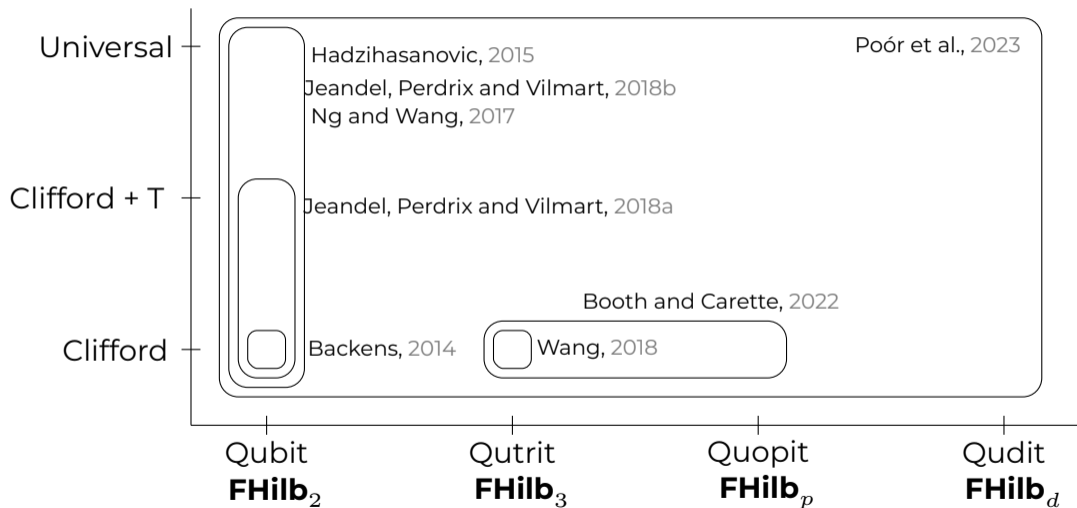 Universal
Hadzihasanovic, 2015
Poór et al., 2023
Jeandel, Perdrix and Vilmart, 2018b
Ng and Wang, 2017
Clifford + T
Jeandel, Perdrix and Vilmart, 2018a
Booth and Carette, 2022
Clifford
Backens, 2014
Wang, 2018
Qubit
Qutrit
Quopit
Qudit
FHilb₂
FHilb₃
FHilbₚ
FHilb_d